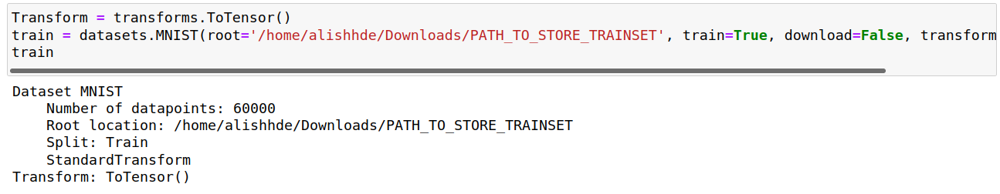 Transform = transforms.ToTensor()
train = datasets.MNIST(root='/home/alishhde/Downloads/PATH_TO_STORE_TRAINSET', train=True, download=False, transform
train
Dataset MNIST
    Number of datapoints: 60000
    Root location: /home/alishhde/Downloads/PATH_TO_STORE_TRAINSET
    Split: Train
    StandardTransform
Transform: ToTensor()